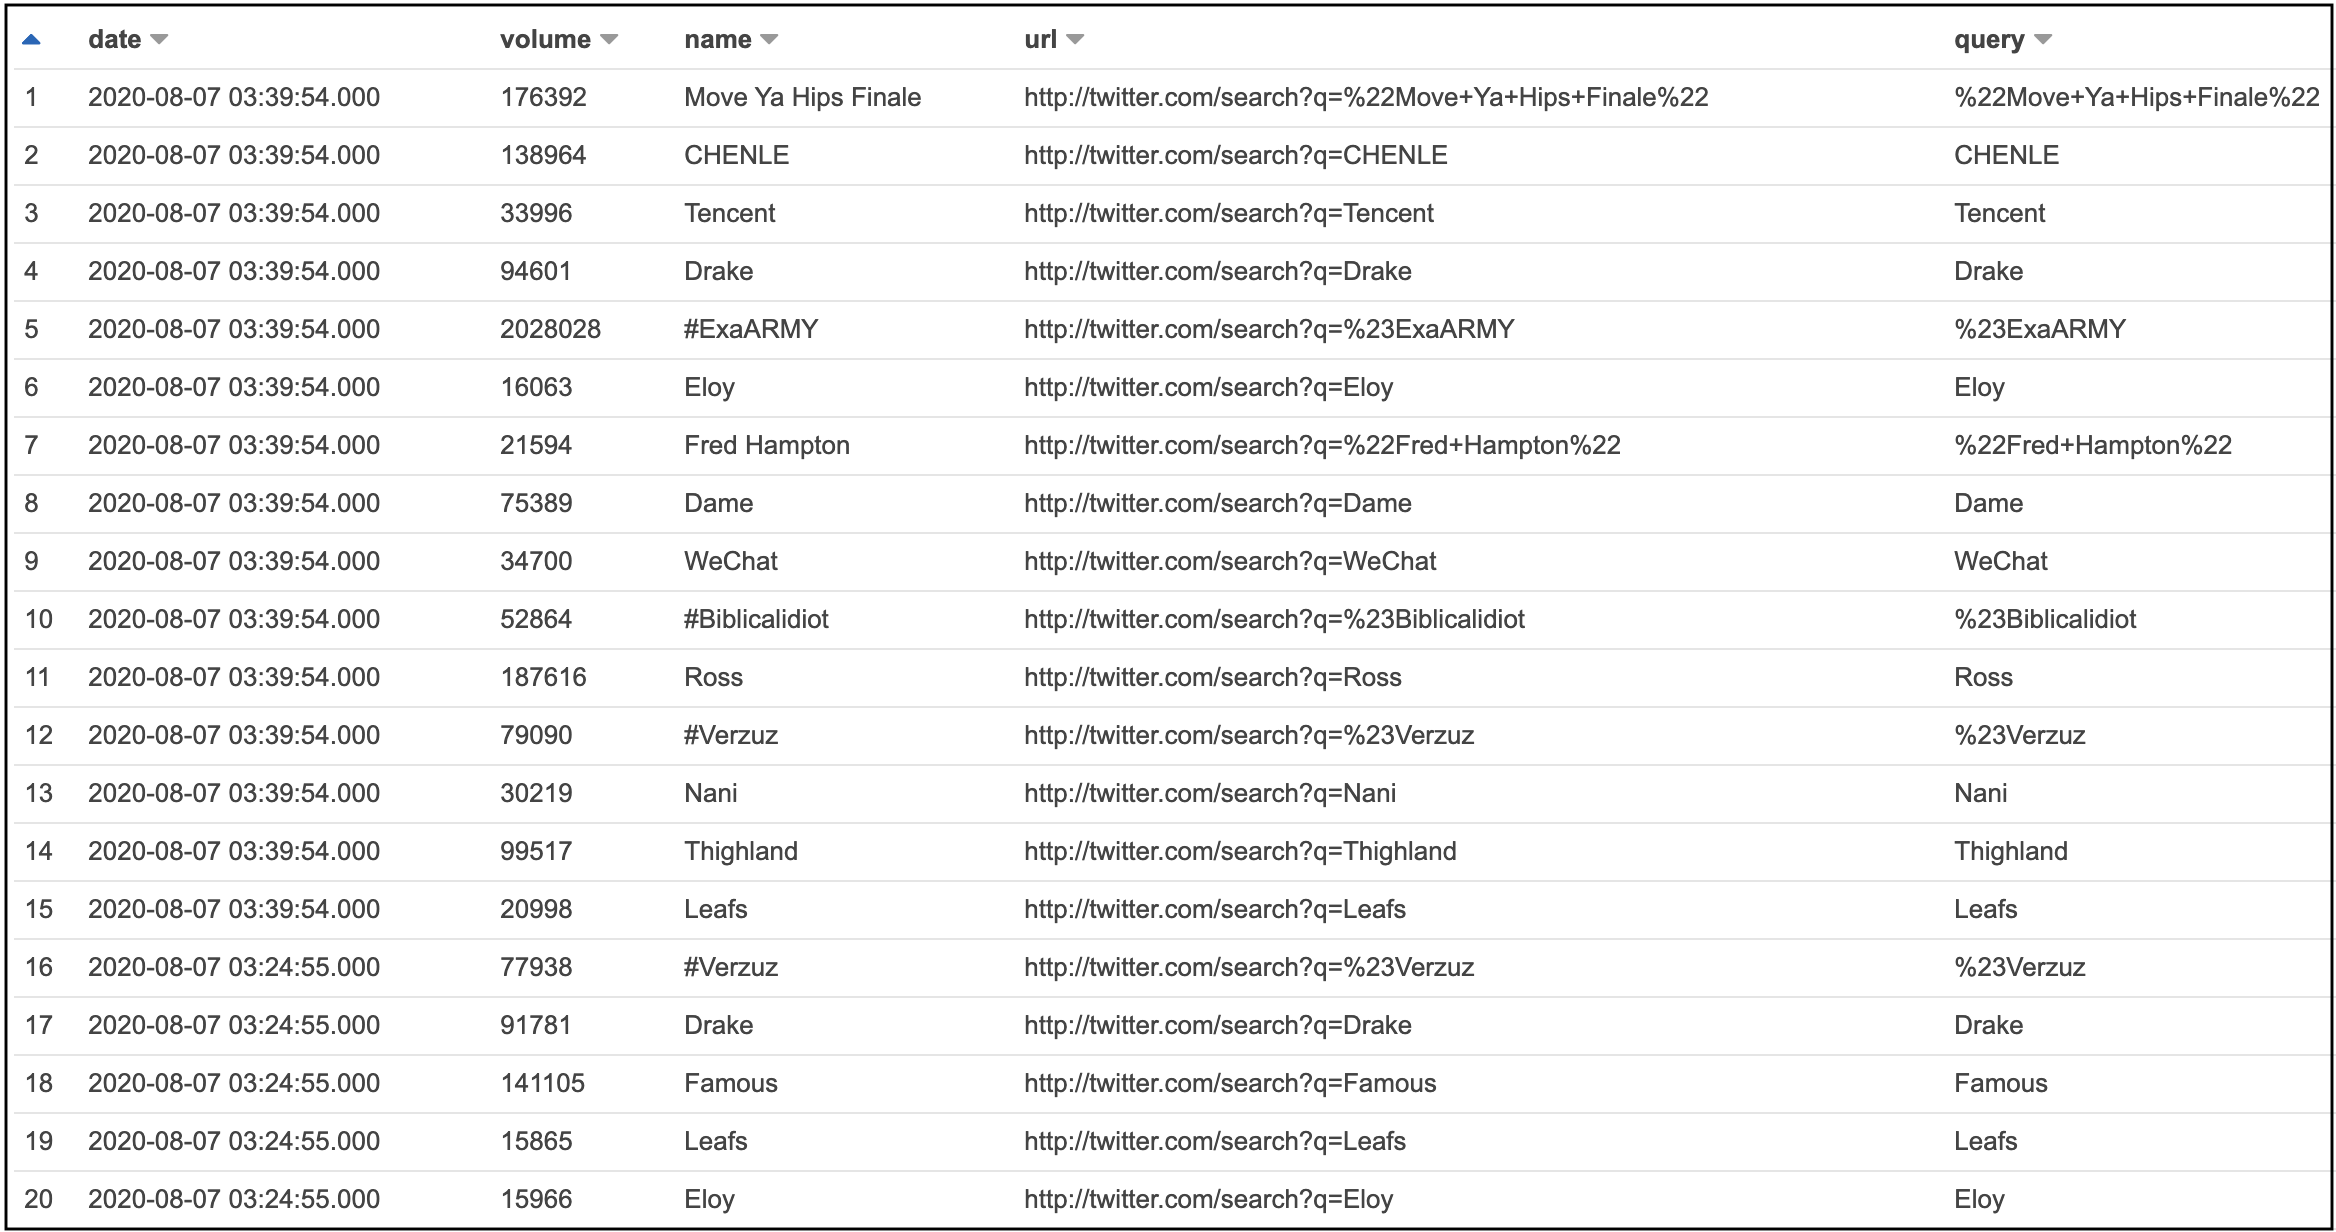 date volume name url query
1 2020-08-07 03:39:54.000 176392 Move Ya Hips Finale http://twitter.com/search?q=%22Move+Ya+Hips+Finale%22 %22Move+Ya+Hips+Finale%22
2 2020-08-07 03:39:54.000 138964 CHENLE http://twitter.com/search?q=CHENLE CHENLE
3 2020-08-07 03:39:54.000 33996 Tencent http://twitter.com/search?q=Tencent Tencent
4 2020-08-07 03:39:54.000 94601 Drake http://twitter.com/search?q=Drake Drake
5 2020-08-07 03:39:54.000 2028028 #ExaARMY http://twitter.com/search?q=%23ExaARMY %23ExaARMY
6 2020-08-07 03:39:54.000 16063 Eloy http://twitter.com/search?q=Eloy Eloy
7 2020-08-07 03:39:54.000 21594 Fred Hampton http://twitter.com/search?q=%22Fred+Hampton%22 %22Fred+Hampton%22
8 2020-08-07 03:39:54.000 75389 Dame http://twitter.com/search?q=Dame Dame
9 2020-08-07 03:39:54.000 34700 WeChat http://twitter.com/search?q=WeChat WeChat
10 2020-08-07 03:39:54.000 52864 #Biblicalidiot http://twitter.com/search?q=%23Biblicalidiot %23Biblicalidiot
11 2020-08-07 03:39:54.000 187616 Ross http://twitter.com/search?q=Ross Ross
12 2020-08-07 03:39:54.000 79090 #Verzuz http://twitter.com/search?q=%23Verzuz %23Verzuz
13 2020-08-07 03:39:54.000 30219 Nani http://twitter.com/search?q=Nani Nani
14 2020-08-07 03:39:54.000 99517 Thighland http://twitter.com/search?q=Thighland Thighland
15 2020-08-07 03:39:54.000 20998 Leafs http://twitter.com/search?q=Leafs Leafs
16 2020-08-07 03:24:55.000 77938 #Verzuz http://twitter.com/search?q=%23Verzuz %23Verzuz
17 2020-08-07 03:24:55.000 91781 Drake http://twitter.com/search?q=Drake Drake
18 2020-08-07 03:24:55.000 141105 Famous http://twitter.com/search?q=Famous Famous
19 2020-08-07 03:24:55.000 15865 Leafs http://twitter.com/search?q=Leafs Leafs
20 2020-08-07 03:24:55.000 15966 Eloy http://twitter.com/search?q=Eloy Eloy